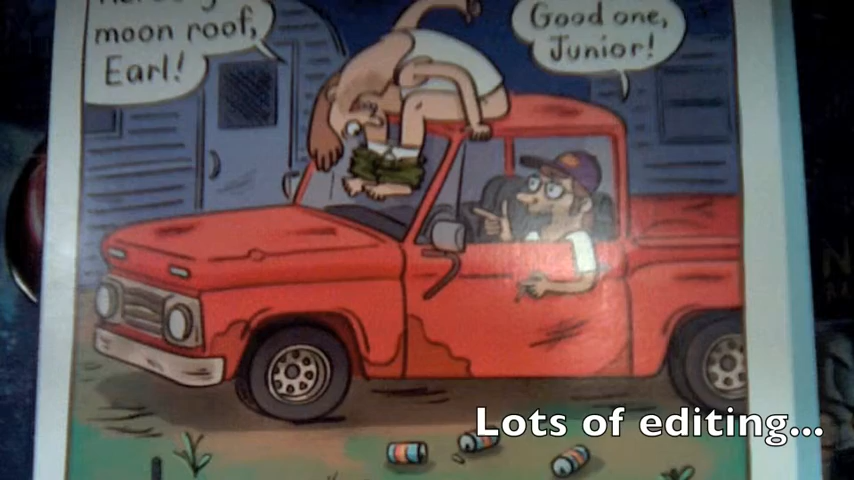 moon roof,
Earl!
Good one,
Junior!
Lots of editing...